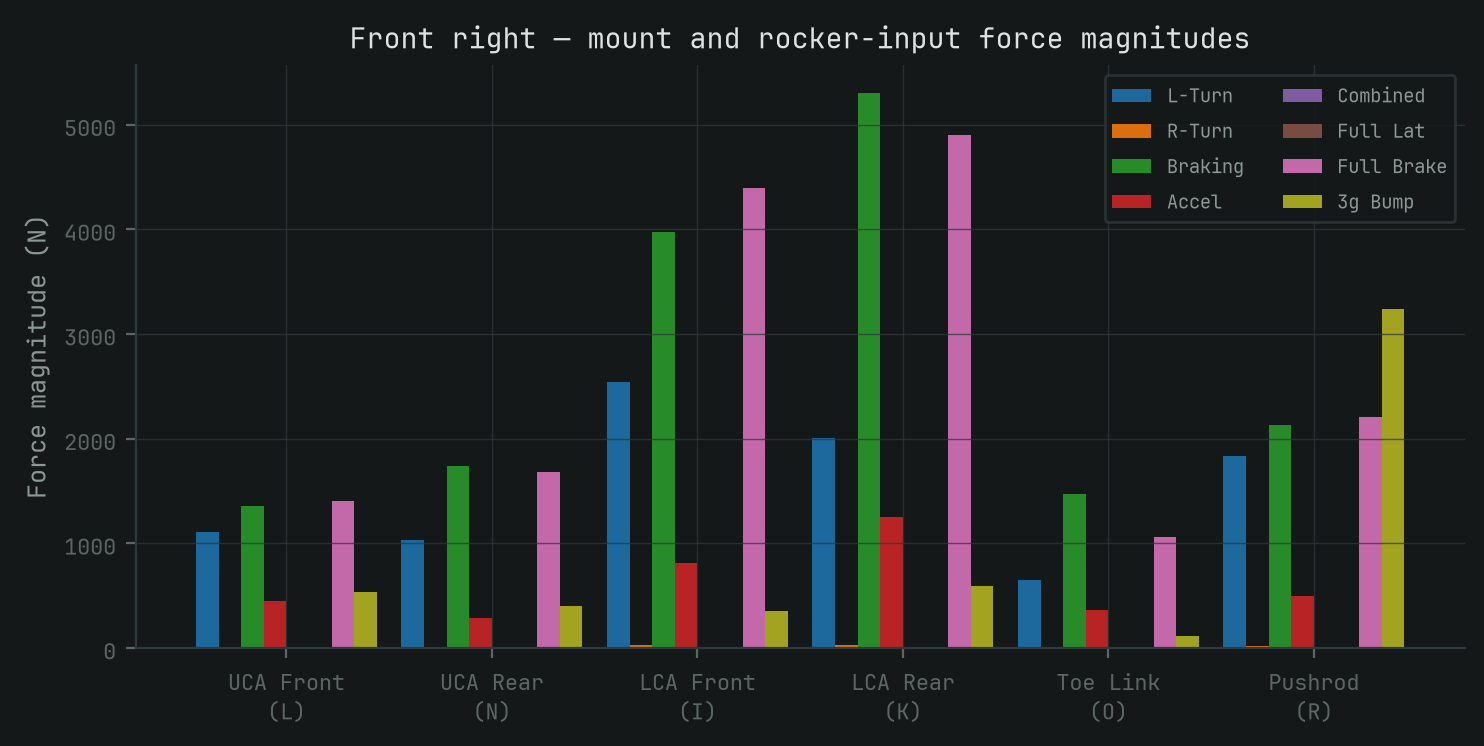 Front right — mount and rocker-input force magnitudes
Force magnitude (N)
5000
4000
3000
2000
1000
0
L-Turn
R-Turn
Braking
Accel
Combined
Full Lat
Full Brake
3g Bump
UCA Front
(L)
UCA Rear
(N)
LCA Front
(I)
LCA Rear
(K)
Toe Link
(O)
Pushrod
(R)